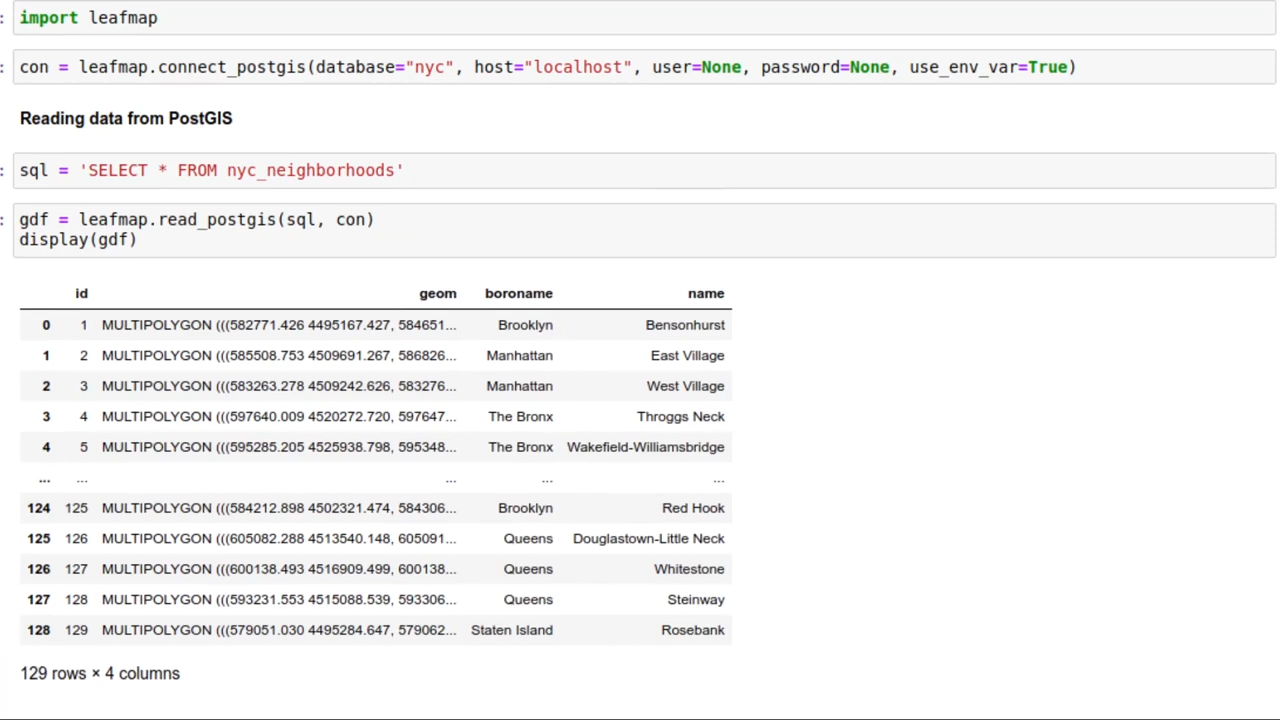 : import leafmap
: con = leafmap.connect_postgis(database="nyc", host="localhost", user=None, password=None, use_env_var=True)
Reading data from PostGIS
: sql = 'SELECT * FROM nyc_neighborhoods'
: gdf = leafmap.read_postgis(sql, con)
display(gdf)
id geom boroname name
0 1 MULTIPOLYGON (((582771.426 4495167.427, 584651... Brooklyn Bensonhurst
1 2 MULTIPOLYGON (((585508.753 4509691.267, 586826... Manhattan East Village
2 3 MULTIPOLYGON (((583263.278 4509242.626, 583276... Manhattan West Village
3 4 MULTIPOLYGON (((597640.009 4520272.720, 597647... The Bronx Throggs Neck
4 5 MULTIPOLYGON (((595285.205 4525938.798, 595348... The Bronx Wakefield-Williamsbridge
... ... ... ... ...
124 125 MULTIPOLYGON (((584212.898 4502321.474, 584306... Brooklyn Red Hook
125 126 MULTIPOLYGON (((605082.288 4513540.148, 605091... Queens Douglastown-Little Neck
126 127 MULTIPOLYGON (((600138.493 4516909.499, 600138... Queens Whitestone
127 128 MULTIPOLYGON (((593231.553 4515088.539, 593306... Queens Steinway
128 129 MULTIPOLYGON (((579051.030 4495284.647, 579062... Staten Island Rosebank
129 rows × 4 columns